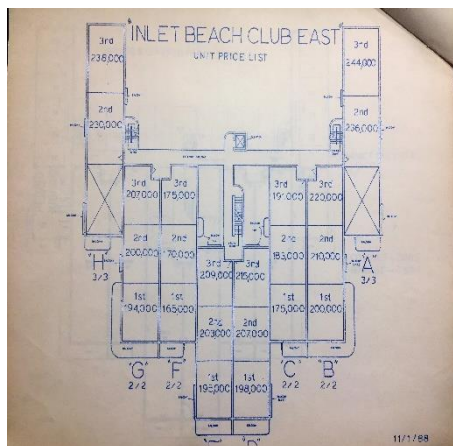 INLET BEACH CLUB EAST
UNIT PRICE LIST
3rd
238,000
2nd
230,000
"H"
3/3
3rd
207,000
2nd
200,000
1st
194,000
"G"
2/2
3rd
175,000
2nd
170,000
1st
165,000
"F"
2/2
3rd
209,000
2nd
203,000
1st
3rd
215,000
2nd
207,000
1st
198,000
3rd
191,000
2nd
183,000
1st
175,000
"C"
2/2
3rd
220,000
2nd
210,000
1st
200,000
"B"
2/2
3rd
244,000
2nd
236,000
"A"
3/3
11/1/88